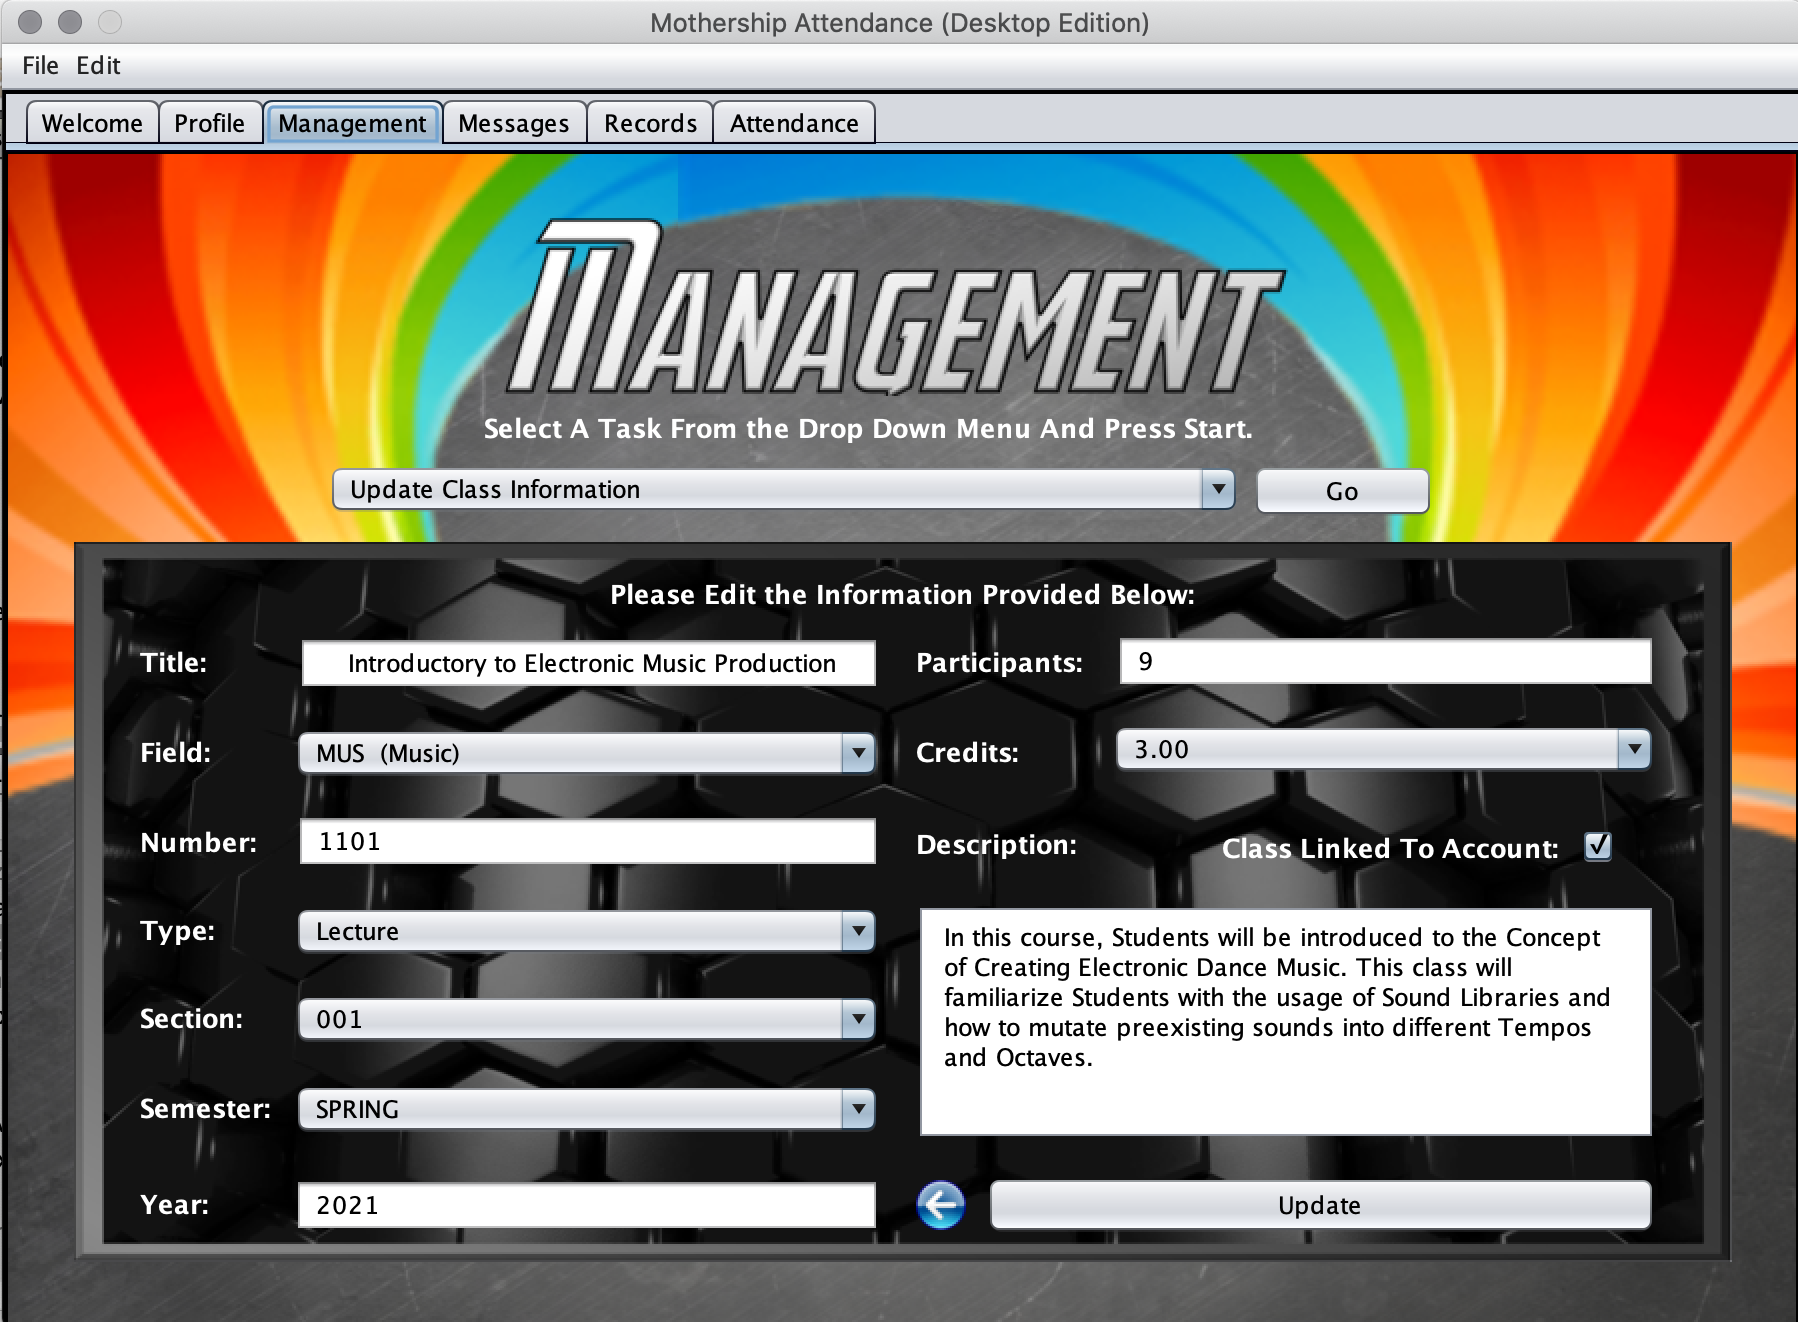 Mothership Attendance (Desktop Edition)
File Edit
Welcome Profile Management Messages Records Attendance
MANAGEMENT
Select A Task From the Drop Down Menu And Press Start.
Update Class Information Go
Please Edit the Information Provided Below:
Title: Introductory to Electronic Music Production
Participants: 9
Field: MUS (Music)
Credits: 3.00
Number: 1101
Description: Class Linked To Account:
Type: Lecture
In this course, Students will be introduced to the Concept
of Creating Electronic Dance Music. This class will
familiarize Students with the usage of Sound Libraries and
how to mutate preexisting sounds into different Tempos
and Octaves.
Section: 001
Semester: SPRING
Year: 2021
Update